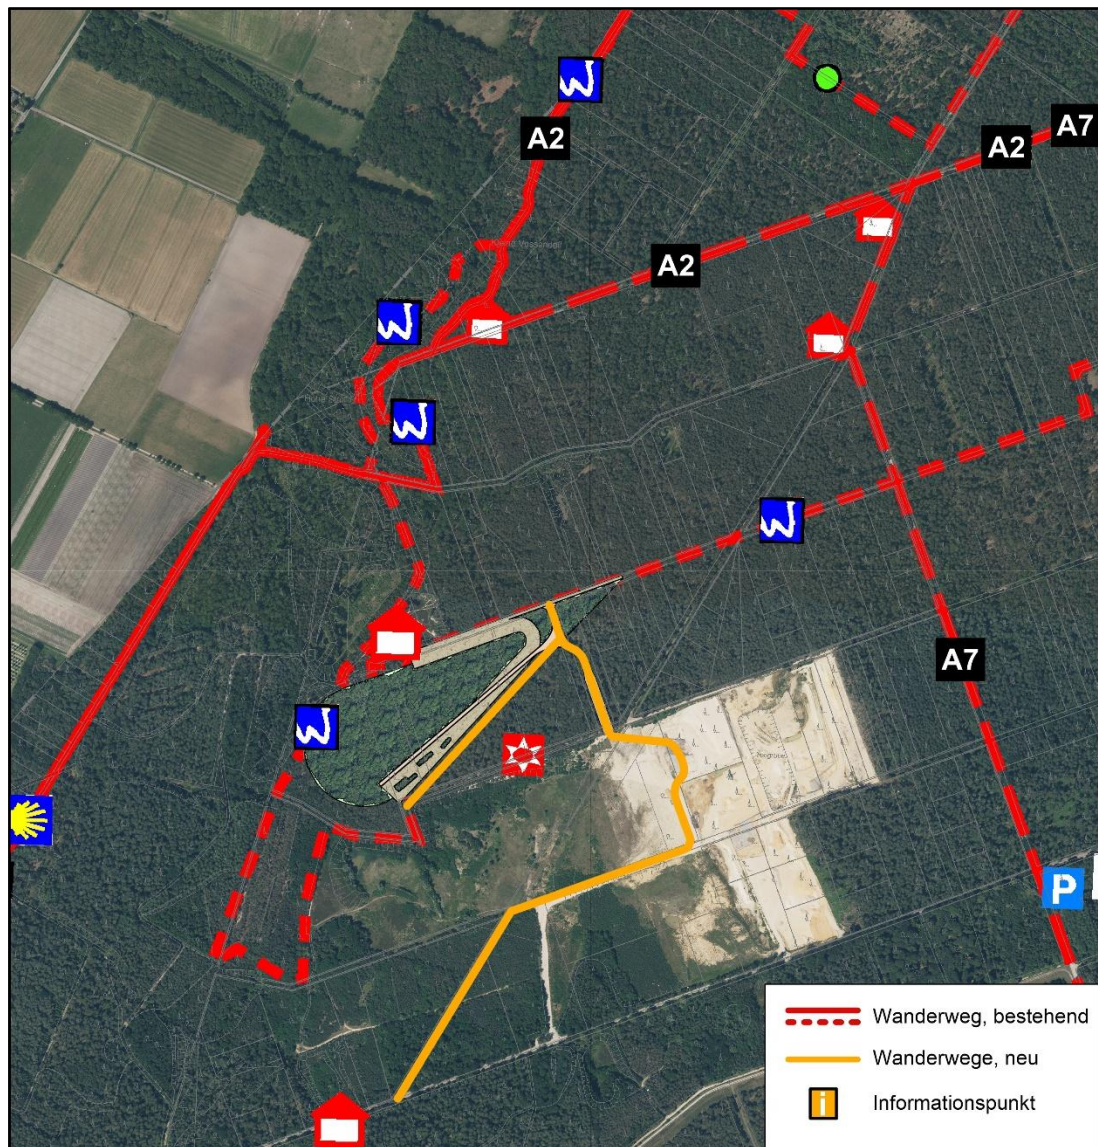 A2
A7
A2
A2
A7
P
Wanderweg, bestehend
Wanderwege, neu
i
Informationspunkt